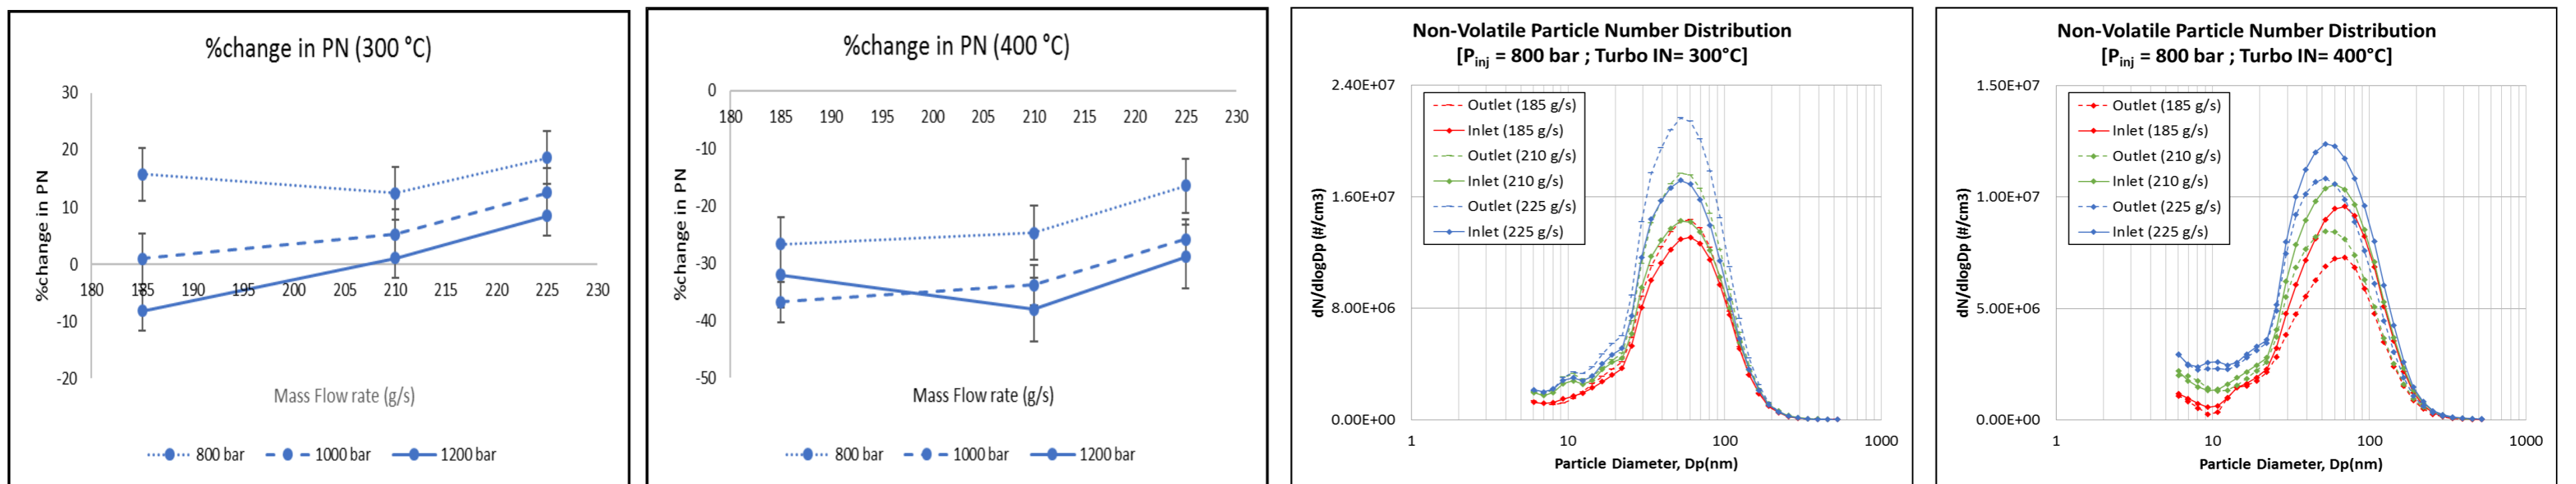 %change in PN (300 °C)
30
20
10
0
-10
-20
180
185
190
195
200
205
210
215
220
225
230
%change in PN
Mass Flow rate (g/s)
800 bar
1000 bar
1200 bar
%change in PN (400 °C)
0
-10
-20
-30
-40
-50
180
185
190
195
200
205
210
215
220
225
230
%change in PN
Mass Flow rate (g/s)
800 bar
1000 bar
1200 bar
Non-Volatile Particle Number Distribution
[Pinj = 800 bar ; Turbo IN= 300°C]
2.40E+07
1.60E+07
8.00E+06
0.00E+00
dN/dlogDp (#/cm3)
Outlet (185 g/s)
Inlet (185 g/s)
Outlet (210 g/s)
Inlet (210 g/s)
Outlet (225 g/s)
Inlet (225 g/s)
1
10
100
1000
Particle Diameter, Dp(nm)
Non-Volatile Particle Number Distribution
[Pinj = 800 bar ; Turbo IN= 400°C]
1.50E+07
1.00E+07
5.00E+06
0.00E+00
dN/dlogDp (#/cm3)
Outlet (185 g/s)
Inlet (185 g/s)
Outlet (210 g/s)
Inlet (210 g/s)
Outlet (225 g/s)
Inlet (225 g/s)
1
10
100
1000
Particle Diameter, Dp(nm)